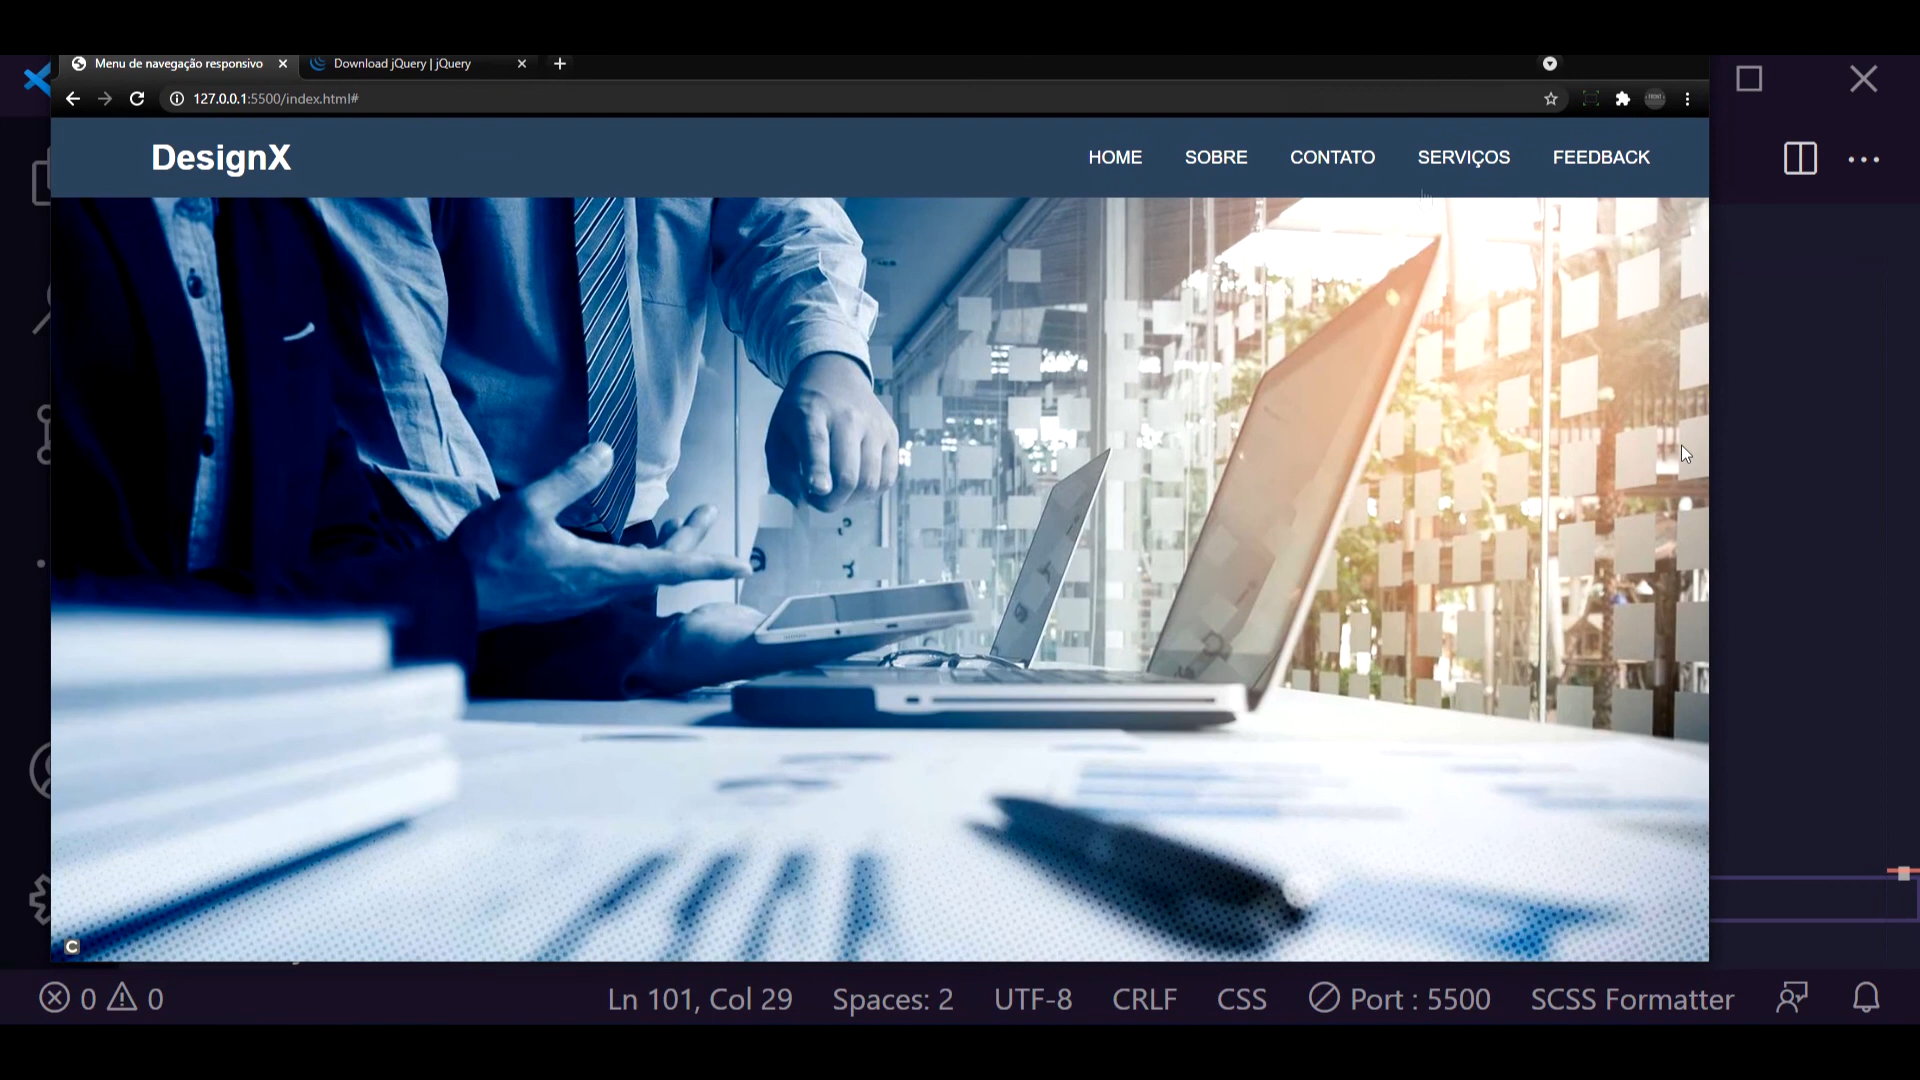 Menu de navegação responsivo
Download jQuery | jQuery
127.0.0.1:5500/index.html#
DesignX
HOME SOBRE CONTATO SERVIÇOS FEEDBACK
0 0 Ln 101, Col 29 Spaces: 2 UTF-8 CRLF CSS Port : 5500 SCSS Formatter